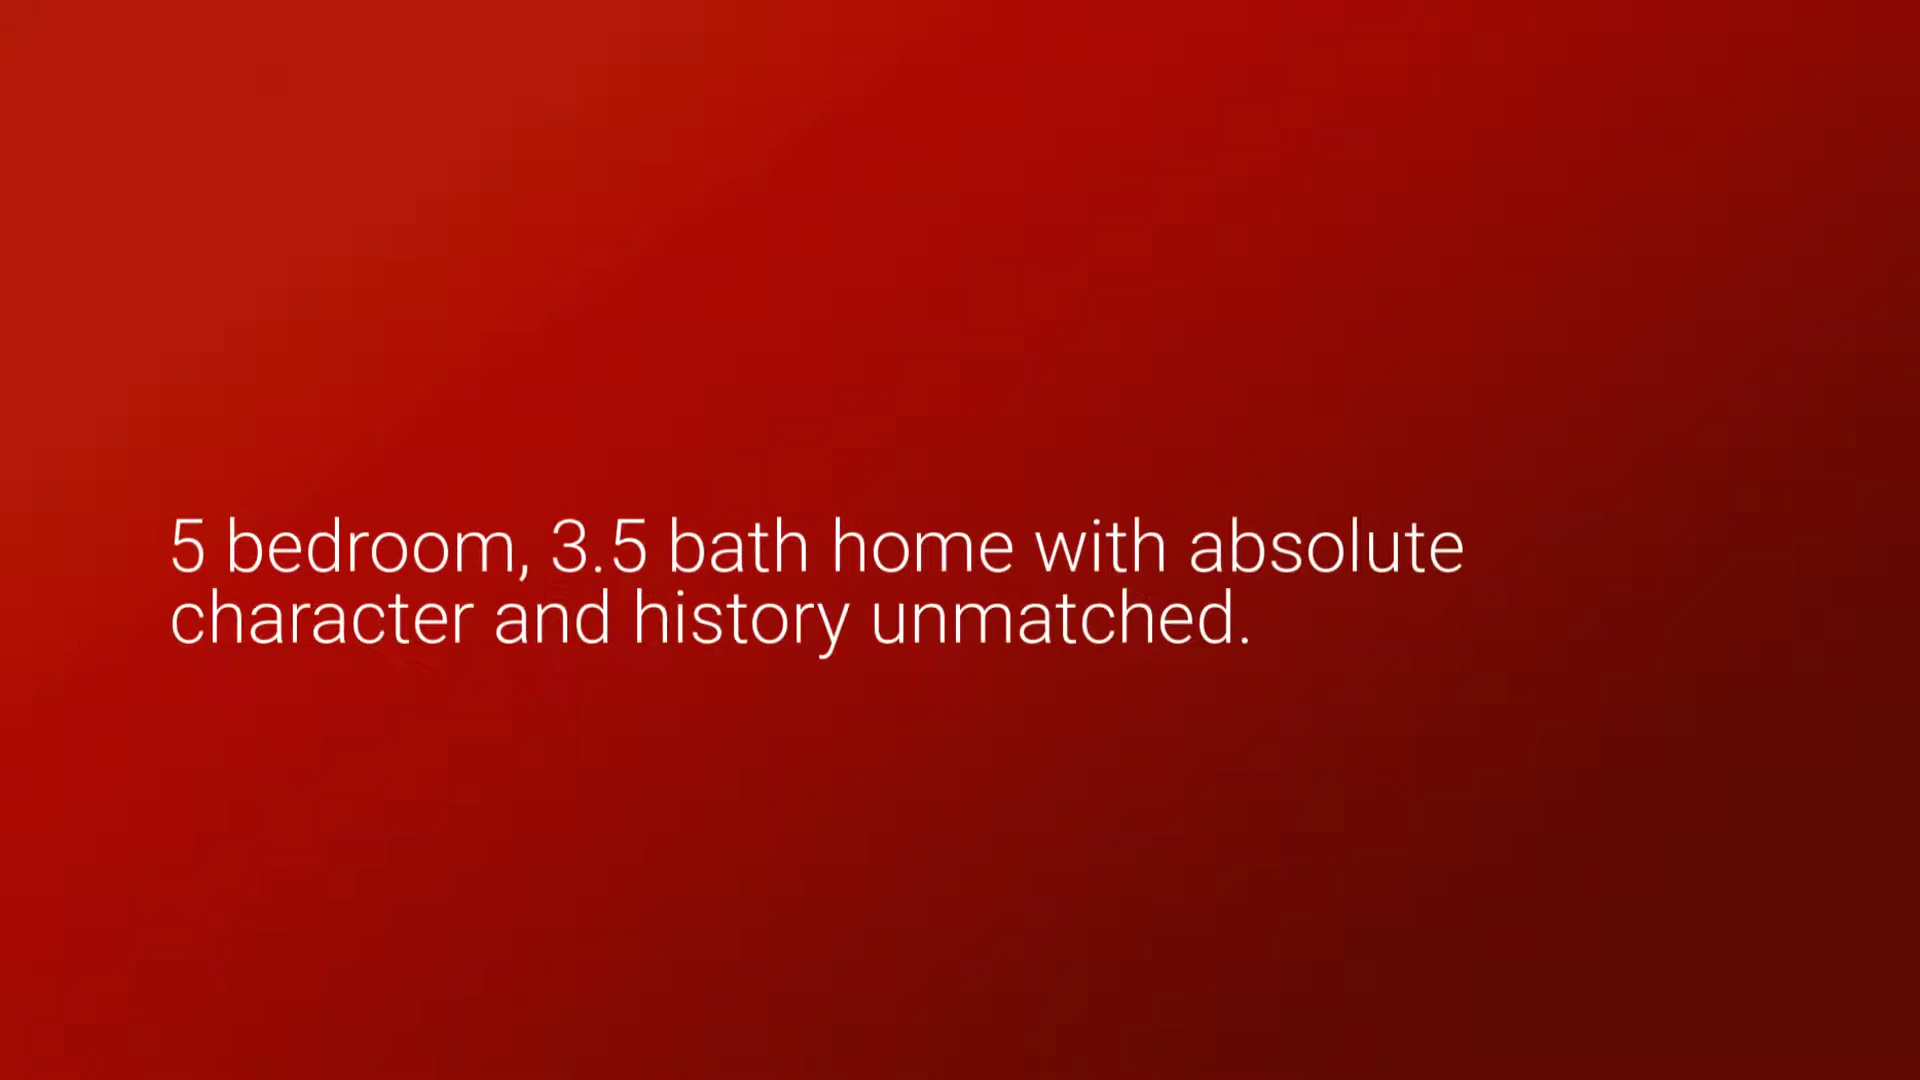 5 bedroom, 3.5 bath home with absolute
character and history unmatched.